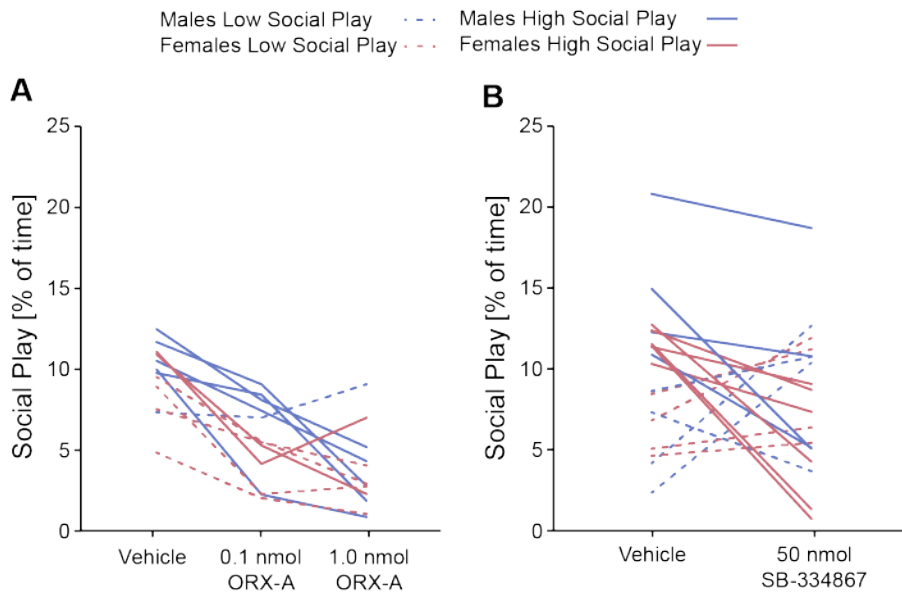 Males Low Social Play
Males High Social Play
Females Low Social Play
Females High Social Play
A
Social Play [% of time]
25
20
15
10
5
0
Vehicle
0.1 nmol
ORX-A
1.0 nmol
ORX-A
B
Social Play [% of time]
25
20
15
10
5
0
Vehicle
50 nmol
SB-334867